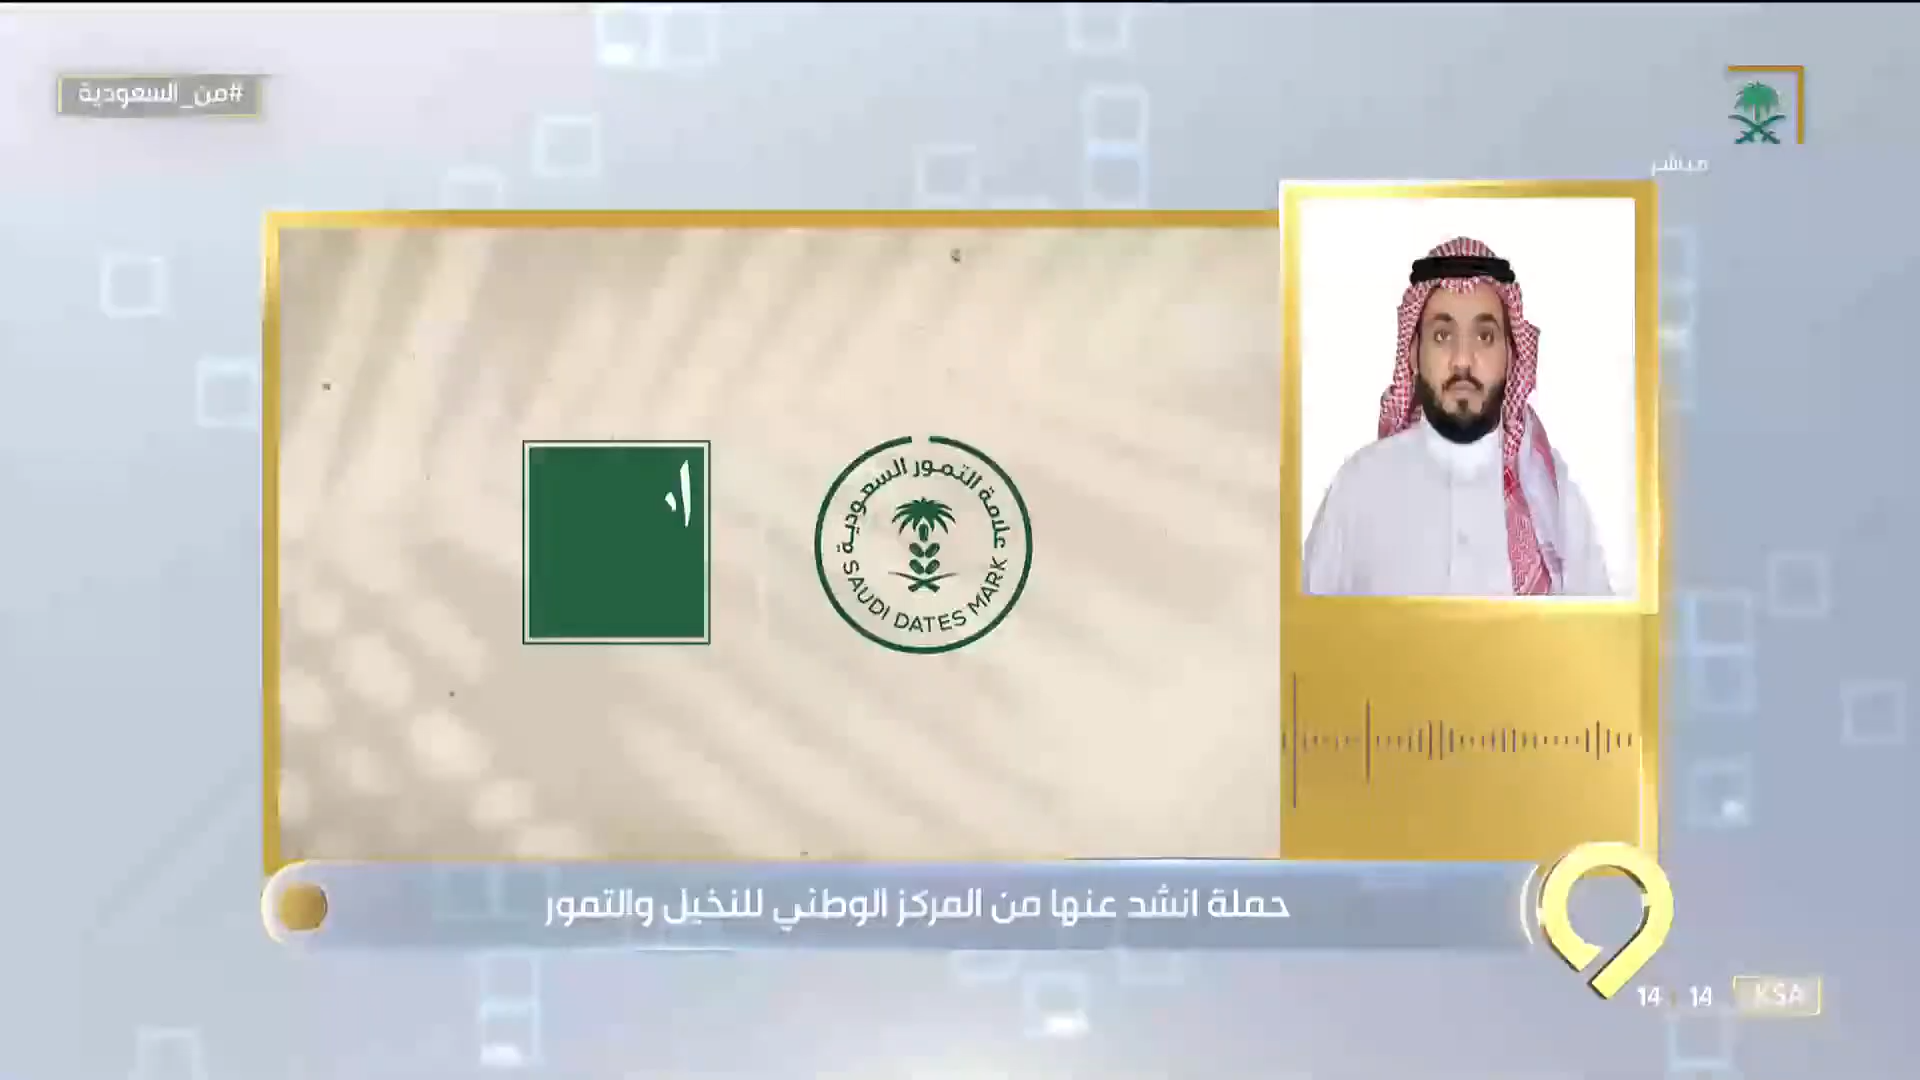 #من_السعودية
مباشر
علامة التمور السعودية
SAUDI DATES MARK
حملة انشد عنها من المركز الوطني للنخيل والتمور
14 : 14 KSA